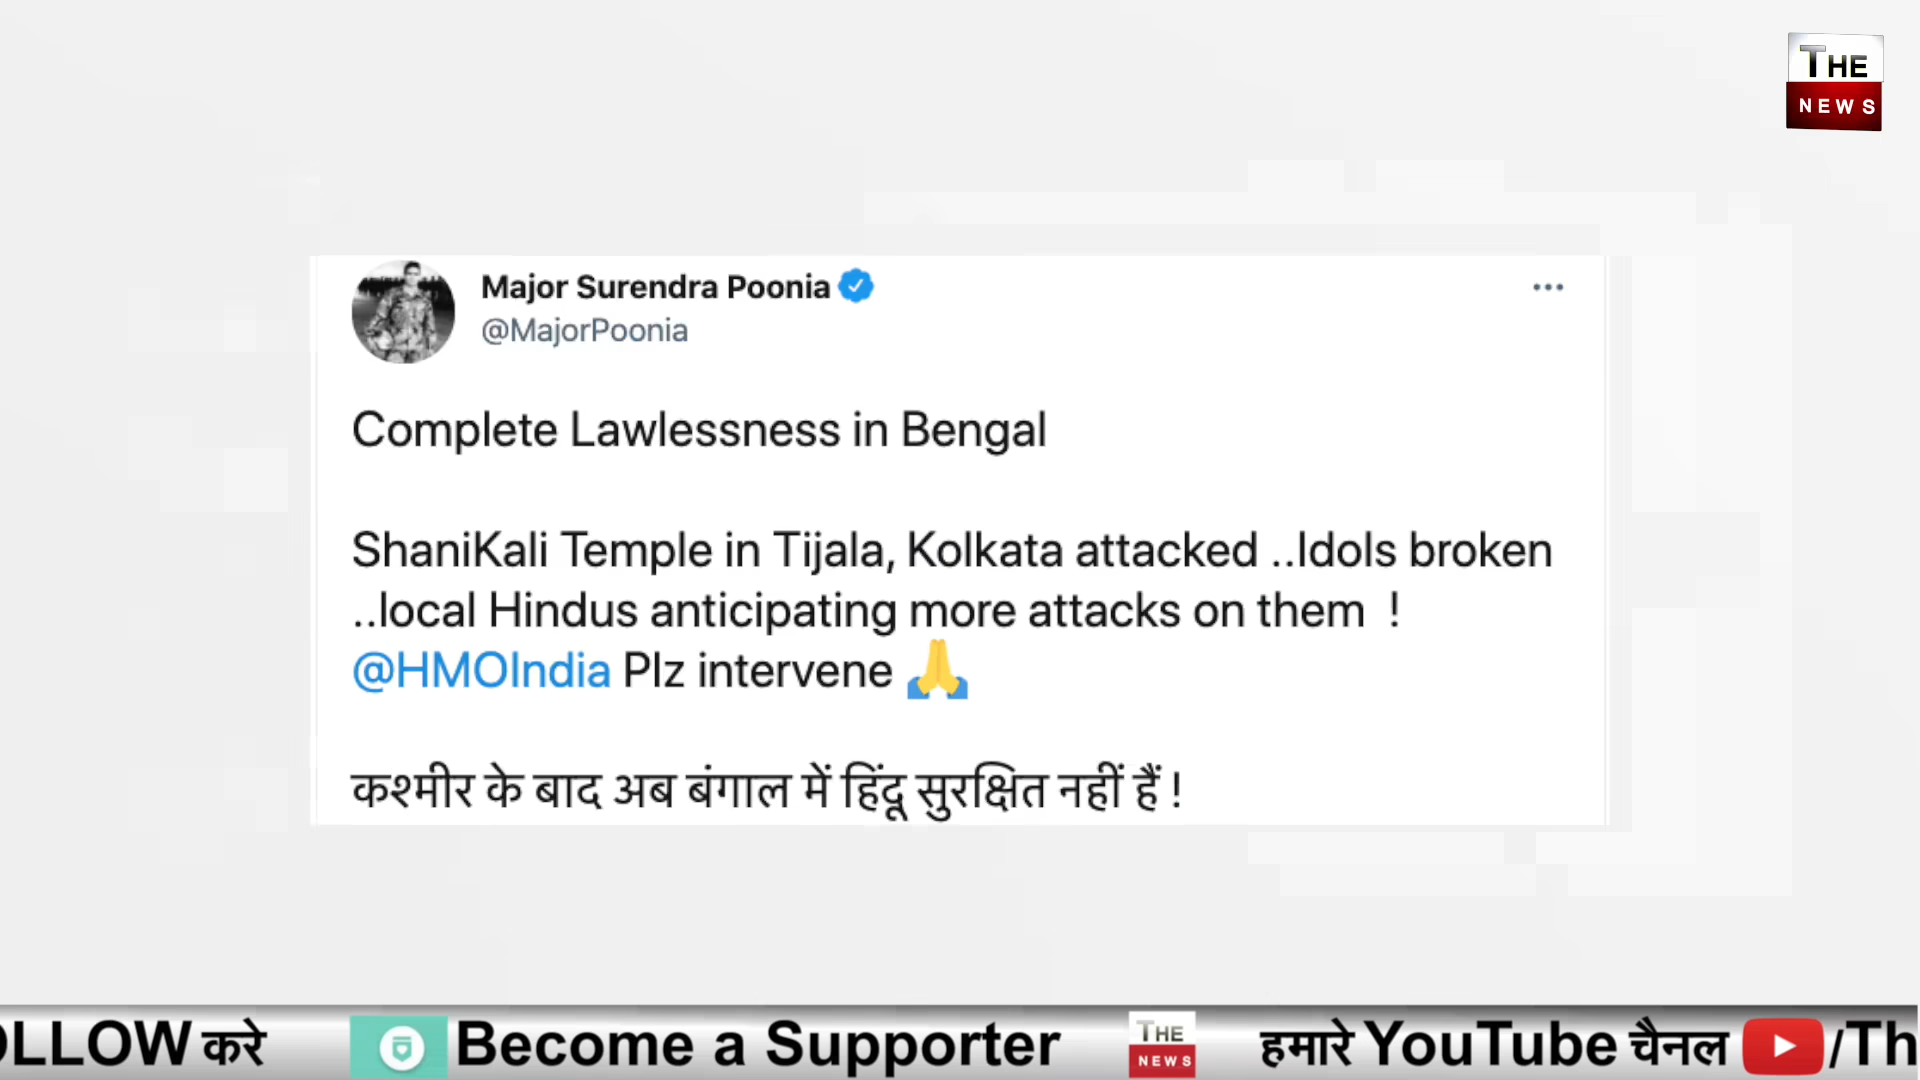 THE
NEWS
Major Surendra Poonia
@MajorPoonia
Complete Lawlessness in Bengal
ShaniKali Temple in Tijala, Kolkata attacked ..Idols broken
..local Hindus anticipating more attacks on them !
@HMOIndia Plz intervene 🙏
कश्मीर के बाद अब बंगाल में हिंदू सुरक्षित नहीं हैं !
OLLOW करे Become a Supporter THE NEWS हमारे YouTube चैनल /Th